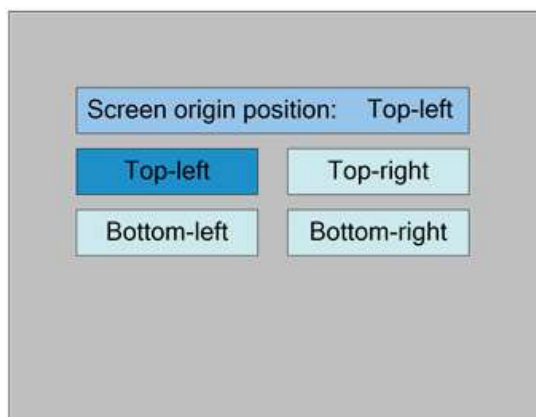 Screen origin position: Top-left
Top-left Top-right
Bottom-left Bottom-right